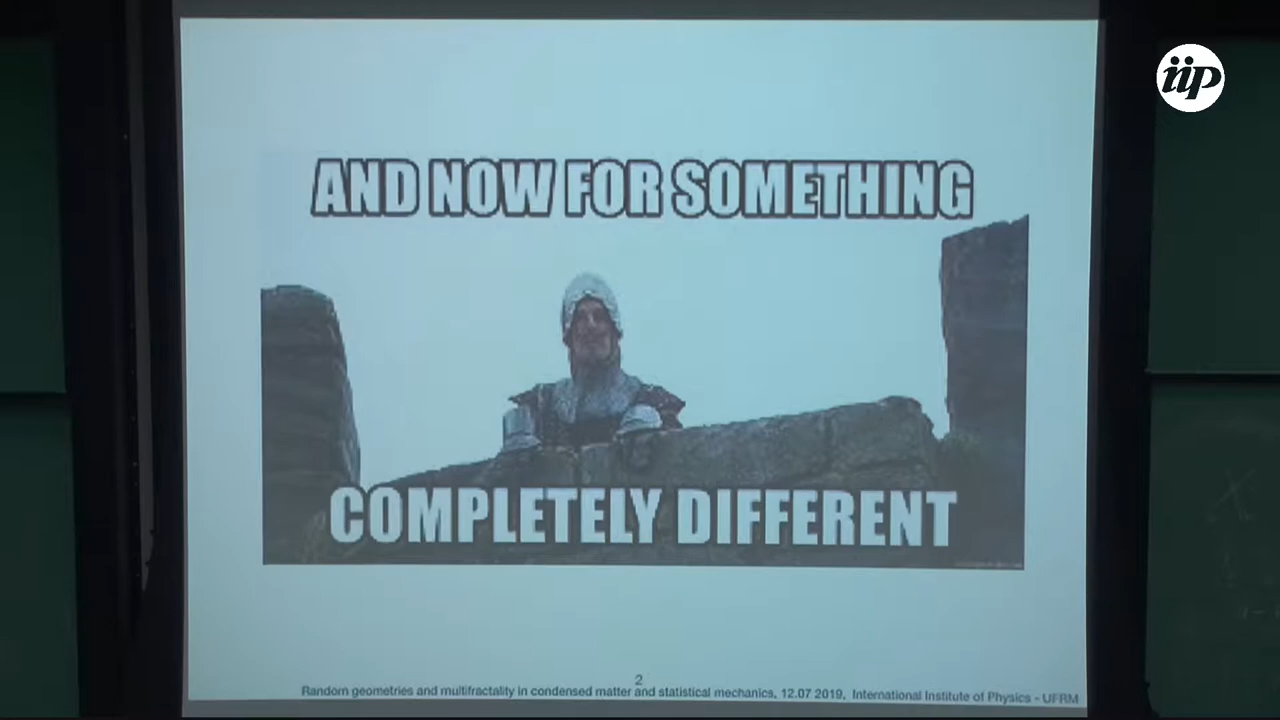 iip
AND NOW FOR SOMETHING
COMPLETELY DIFFERENT
2
Random geometries and multifractality in condensed matter and statistical mechanics, 12.07 2019, International Institute of Physics - UFRM